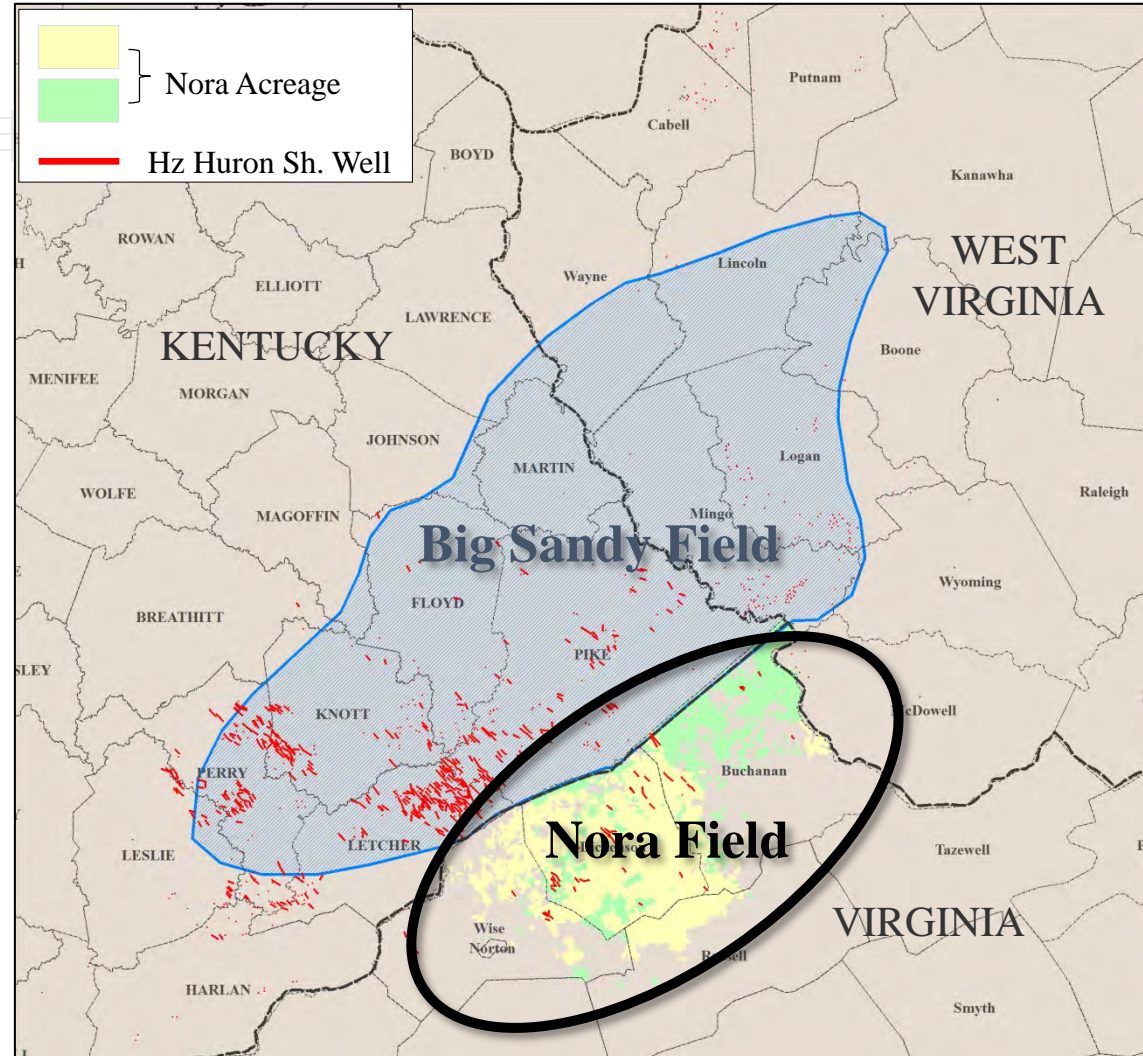 Nora Acreage
Hz Huron Sh. Well
Putnam
Cabell
BOYD
Kanawha
ROWAN
WEST
VIRGINIA
Lincoln
Wayne
ELLIOTT
LAWRENCE
KENTUCKY
Boone
MENIFEE
MORGAN
JOHNSON
MARTIN
Logan
WOLFE
Raleigh
MAGOFFIN
Mingo
Big Sandy Field
Wyoming
FLOYD
BREATHITT
PIKE
SLEY
KNOTT
McDowell
PERRY
Buchanan
LETCHER
Nora Field
LESLIE
Tazewell
VIRGINIA
Wise
Norton
Russell
HARLAN
Smyth